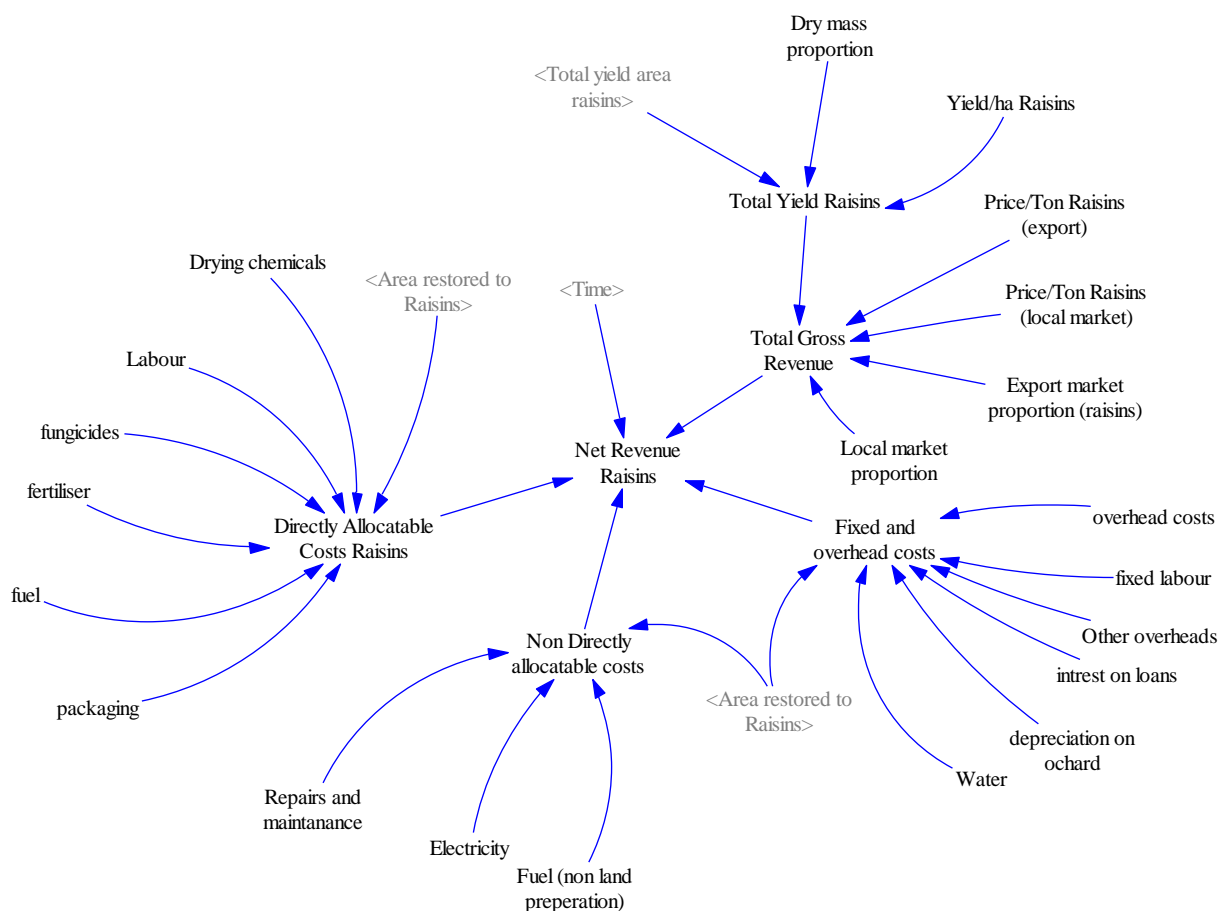 Dry mass
proportion
<Total yield area
raisins>
Yield/ha Raisins
Total Yield Raisins
Price/Ton Raisins
(export)
Drying chemicals
<Area restored to
Raisins>
<Time>
Price/Ton Raisins
(local market)
Total Gross
Revenue
Labour
Export market
proportion (raisins)
fungicides
Net Revenue
Raisins
Local market
proportion
fertiliser
Directly Allocatable
Costs Raisins
Fixed and
overhead costs
overhead costs
fixed labour
fuel
Other overheads
Non Directly
allocatable costs
intrest on loans
packaging
<Area restored to
Raisins>
depreciation on
ochard
Water
Repairs and
maintanance
Electricity
Fuel (non land
preperation)